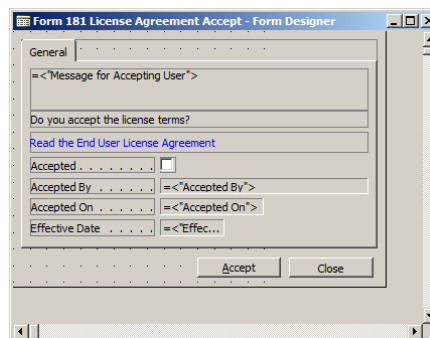 Form 181 License Agreement Accept - Form Designer
General
=<"Message for Accepting User">
Do you accept the license terms?
Read the End User License Agreement
Accepted . . . . . . . .
Accepted By . . . . . . =<"Accepted By">
Accepted On . . . . . . =<"Accepted On">
Effective Date . . . . . =<"Effec...
Accept Close